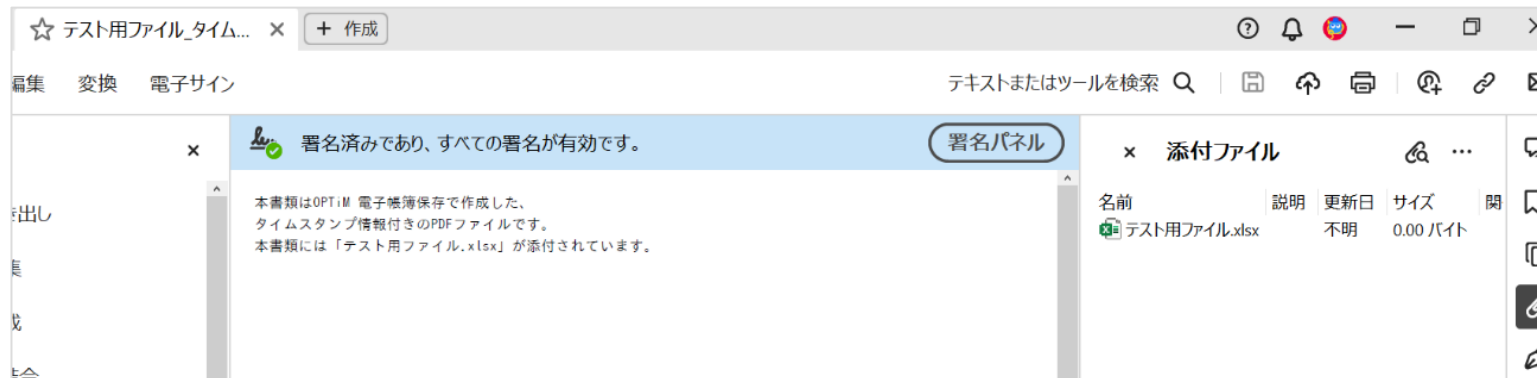 テスト用ファイル_タイム...
+ 作成
編集 変換 電子サイン
テキストまたはツールを検索
署名済みであり、すべての署名が有効です。
署名パネル
本書類はOPTiM 電子帳簿保存で作成した、
タイムスタンプ情報付きのPDFファイルです。
本書類には「テスト用ファイル.xlsx」が添付されています。
添付ファイル
名前 説明 更新日 サイズ 関
テスト用ファイル.xlsx 不明 0.00 バイト
き出し
集